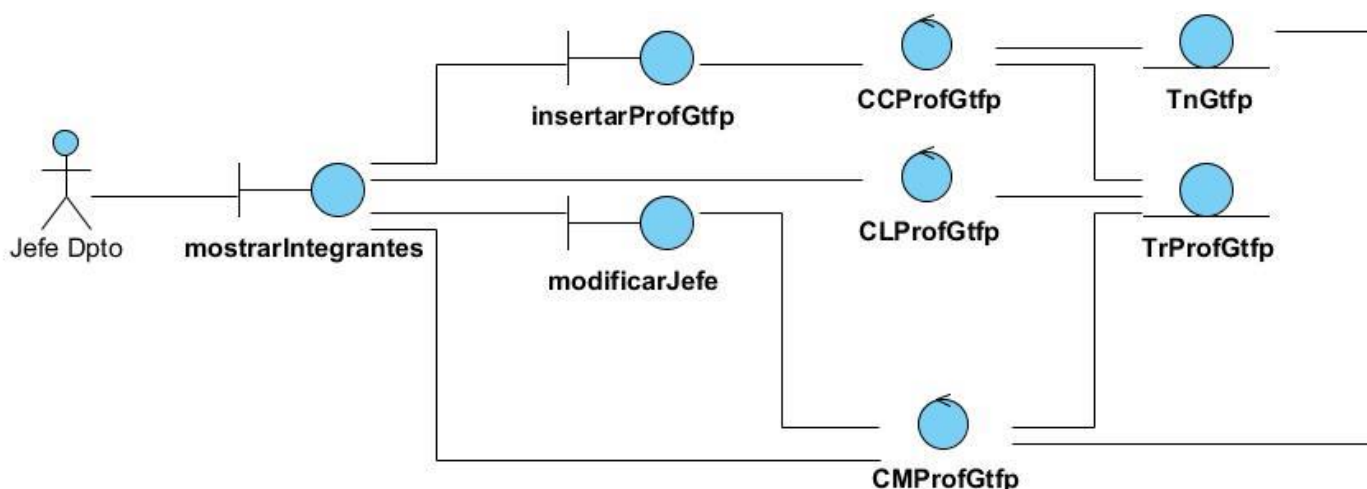 insertarProfGtfp
CCProfGtfp
TnGtfp
Jefe Dpto
mostrarIntegrantes
modificarJefe
CLProfGtfp
TrProfGtfp
CMProfGtfp